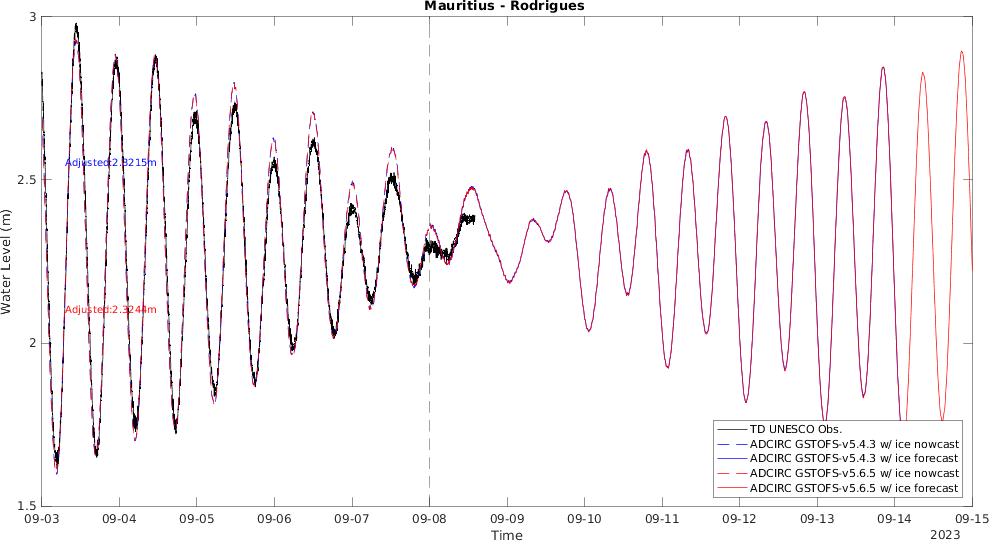 Mauritius - Rodrigues
3
2.5
2
1.5
Water Level (m)
Adjusted:2.3215m
Adjusted:2.3244m
TD UNESCO Obs.
ADCIRC GSTOFS-v5.4.3 w/ ice nowcast
ADCIRC GSTOFS-v5.4.3 w/ ice forecast
ADCIRC GSTOFS-v5.6.5 w/ ice nowcast
ADCIRC GSTOFS-v5.6.5 w/ ice forecast
09-03 09-04 09-05 09-06 09-07 09-08 09-09 09-10 09-11 09-12 09-13 09-14 09-15
Time
2023